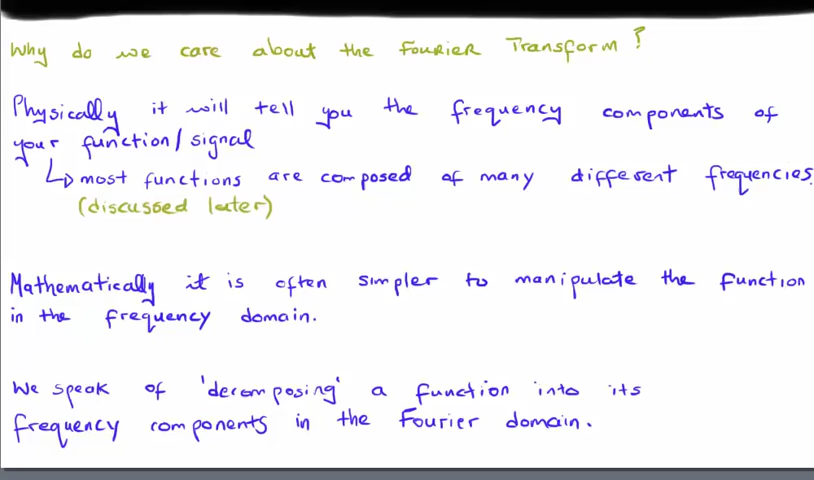 Why do we care about the Fourier Transform?
Physically it will tell you the frequency components of
your function/signal
↳ most functions are composed of many different frequencies.
(discussed later)
Mathematically it is often simpler to manipulate the function
in the frequency domain.
We speak of 'decomposing' a function into its
frequency components in the Fourier domain.